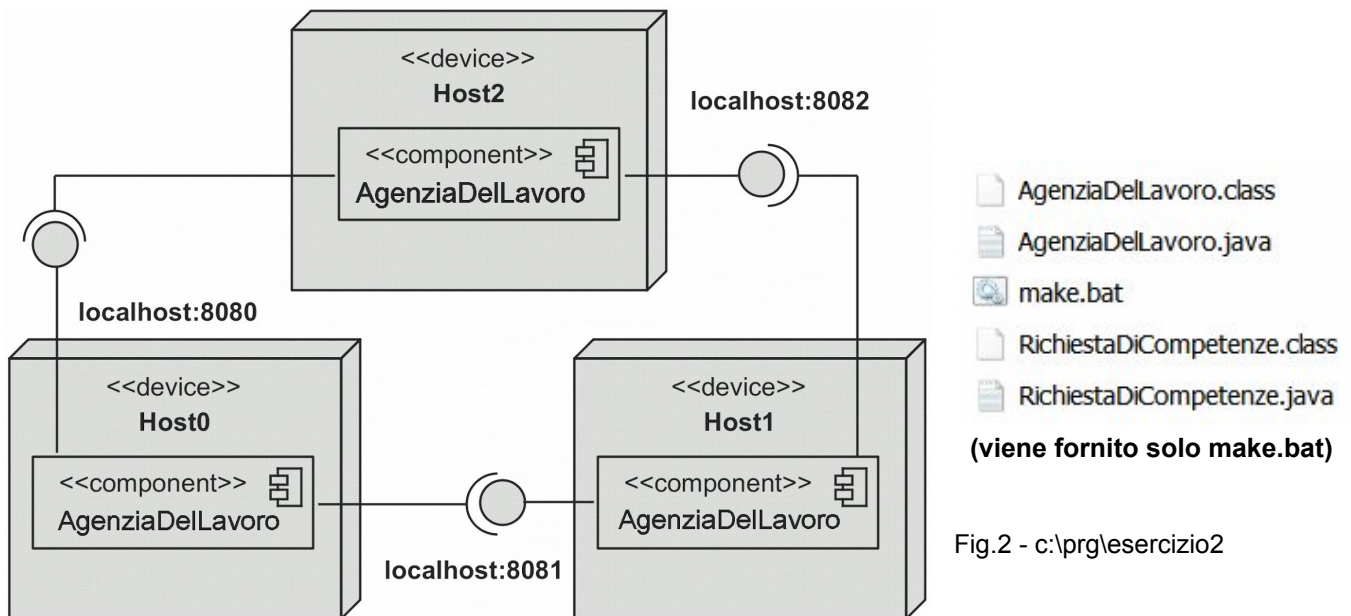 <<device>>
Host2
localhost:8082
<<component>>
AgenziaDelLavoro
localhost:8080
<<device>>
Host0
<<component>>
AgenziaDelLavoro
localhost:8081
<<device>>
Host1
<<component>>
AgenziaDelLavoro
AgenziaDelLavoro.class
AgenziaDelLavoro.java
make.bat
RichiestaDiCompetenze.class
RichiestaDiCompetenze.java
(viene fornito solo make.bat)
Fig.2 - c:\prg\esercizio2